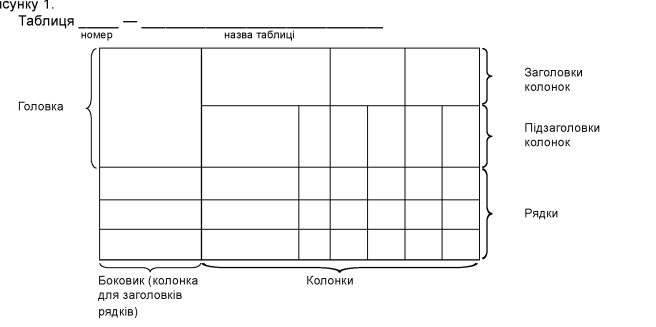 исунку 1.
Таблиця _____ — ______________________________
номер
назва таблиці
Заголовки
колонок
Головка
Підзаголовки
колонок
Рядки
Боковик (колонка
для заголовків
рядків)
Колонки